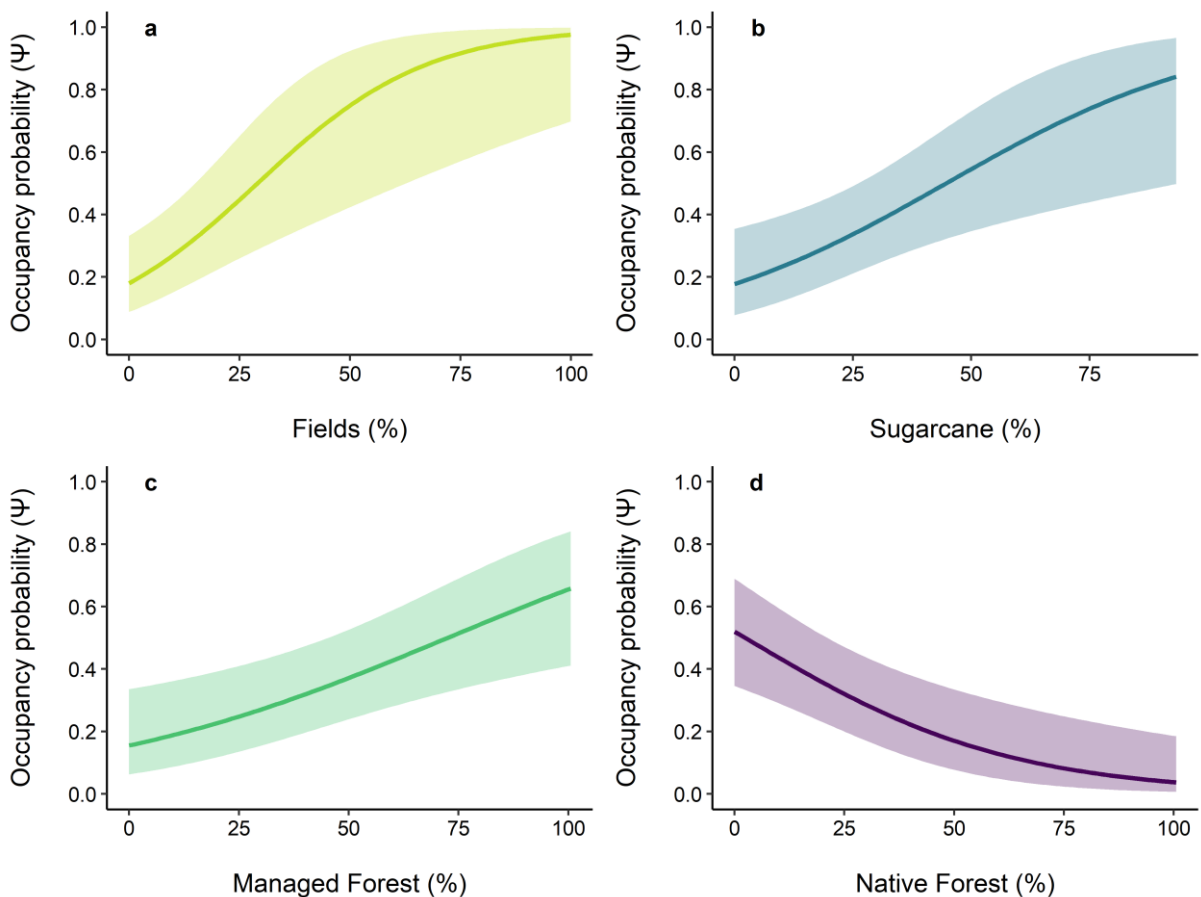 a
Occupancy probability (Ψ)
1.0
0.8
0.6
0.4
0.2
0.0
0 25 50 75 100
Fields (%)
b
Occupancy probability (Ψ)
1.0
0.8
0.6
0.4
0.2
0.0
0 25 50 75
Sugarcane (%)
c
Occupancy probability (Ψ)
1.0
0.8
0.6
0.4
0.2
0.0
0 25 50 75 100
Managed Forest (%)
d
Occupancy probability (Ψ)
1.0
0.8
0.6
0.4
0.2
0.0
0 25 50 75 100
Native Forest (%)